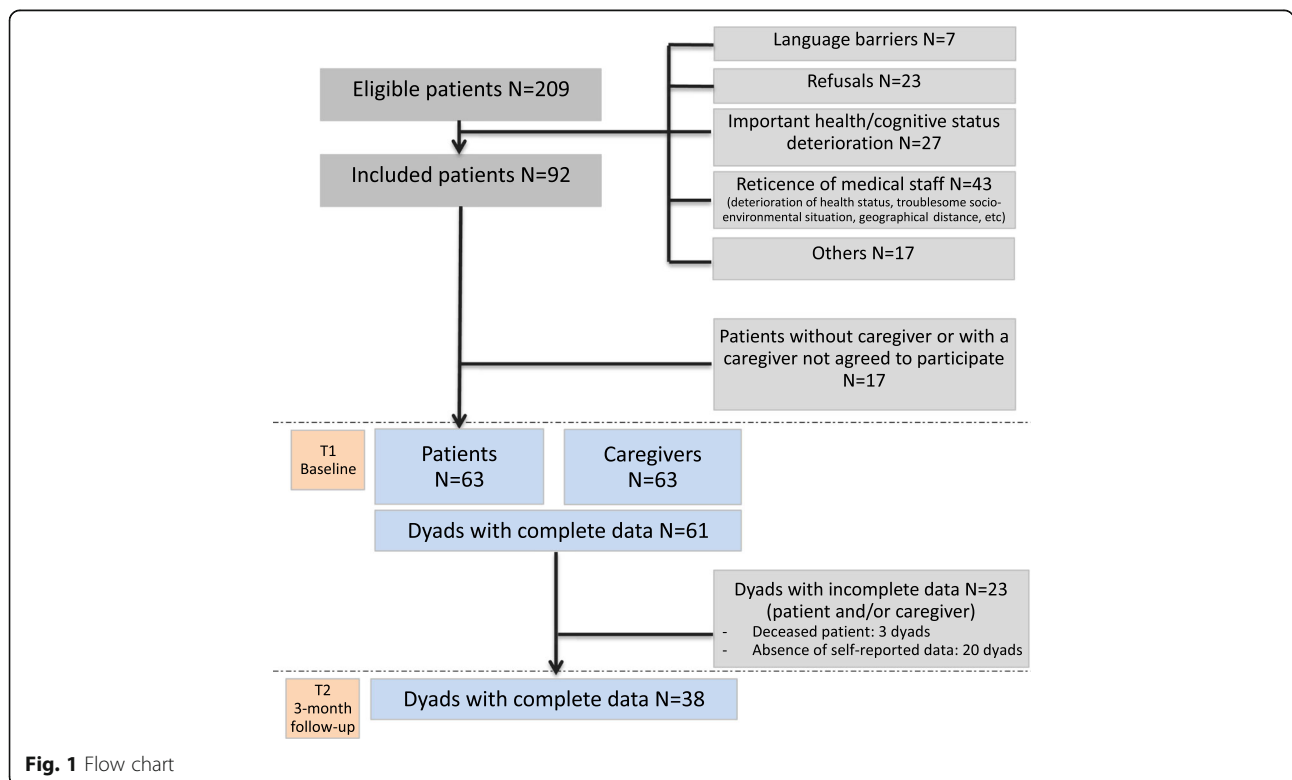 Eligible patients N=209
Included patients N=92
Language barriers N=7
Refusals N=23
Important health/cognitive status
deterioration N=27
Reticence of medical staff N=43
(deterioration of health status, troublesome socio-
environmental situation, geographical distance, etc)
Others N=17
Patients without caregiver or with a
caregiver not agreed to participate
N=17
T1
Baseline
Patients
N=63
Caregivers
N=63
Dyads with complete data N=61
Dyads with incomplete data N=23
(patient and/or caregiver)
- Deceased patient: 3 dyads
- Absence of self-reported data: 20 dyads
T2
3-month
follow-up
Dyads with complete data N=38
Fig. 1 Flow chart